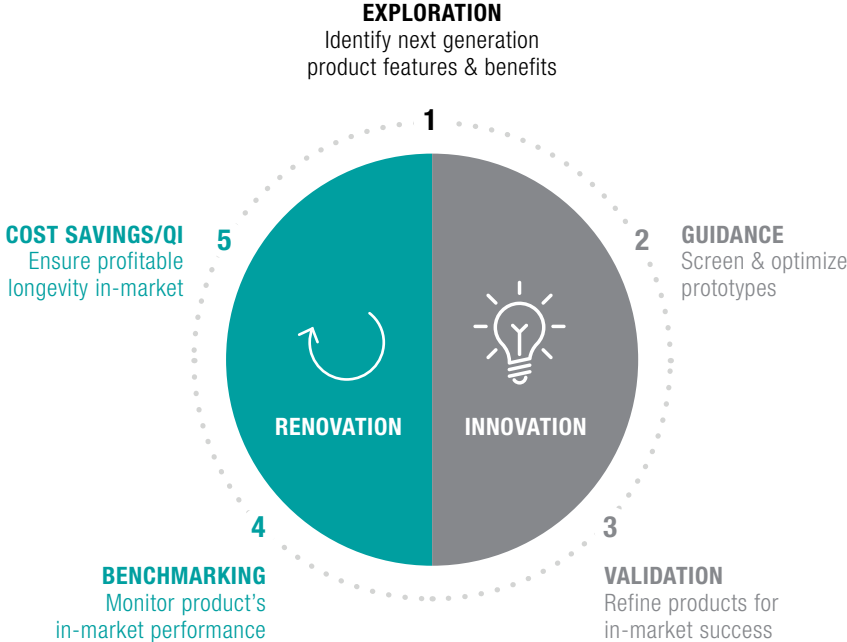 EXPLORATION
Identify next generation
product features & benefits
1
2
GUIDANCE
Screen & optimize
prototypes
3
VALIDATION
Refine products for
in-market success
4
BENCHMARKING
Monitor product's
in-market performance
5
COST SAVINGS/QI
Ensure profitable
longevity in-market
RENOVATION
INNOVATION